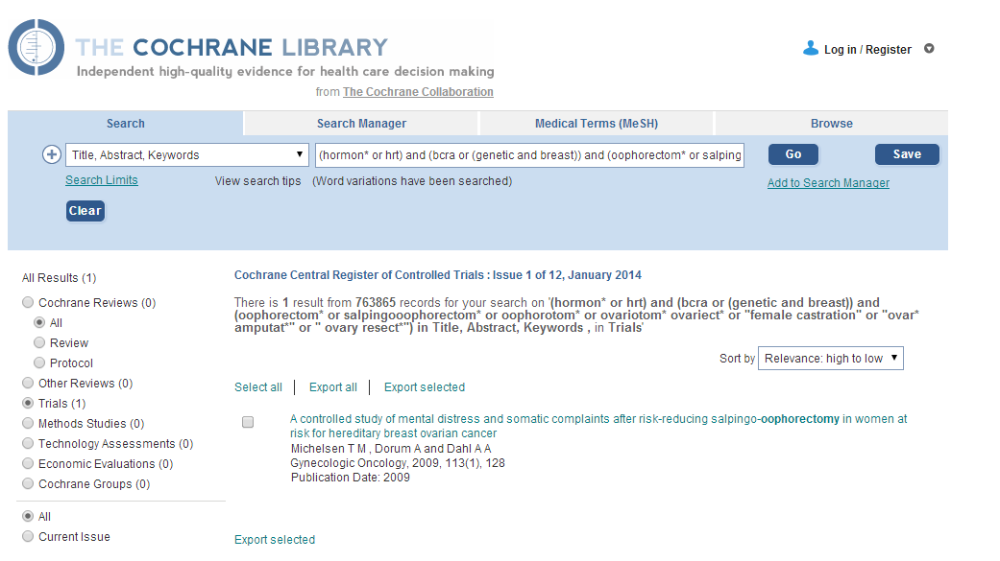 THE COCHRANE LIBRARY
Independent high-quality evidence for health care decision making
from The Cochrane Collaboration
Log in / Register
Search
Search Manager
Medical Terms (MeSH)
Browse
Title, Abstract, Keywords
(hormon* or hrt) and (bcra or (genetic and breast)) and (oophorectom* or salping
Go
Save
Search Limits
View search tips (Word variations have been searched)
Add to Search Manager
Clear
All Results (1)
Cochrane Reviews (0)
All
Review
Protocol
Other Reviews (0)
Trials (1)
Methods Studies (0)
Technology Assessments (0)
Economic Evaluations (0)
Cochrane Groups (0)
All
Current Issue
Cochrane Central Register of Controlled Trials : Issue 1 of 12, January 2014
There is 1 result from 763865 records for your search on '(hormon* or hrt) and (bcra or (genetic and breast)) and
(oophorectom* or salpingooophorectom* or oophorotom* or ovariotom* ovariect* or "female castration" or "ovar*
amputat*" or " ovary resect*") in Title, Abstract, Keywords , in Trials'
Sort by Relevance: high to low
Select all
Export all
Export selected
A controlled study of mental distress and somatic complaints after risk-reducing salpingo-oophorectomy in women at
risk for hereditary breast ovarian cancer
Michelsen T M , Dorum A and Dahl A A
Gynecologic Oncology, 2009, 113(1), 128
Publication Date: 2009
Export selected